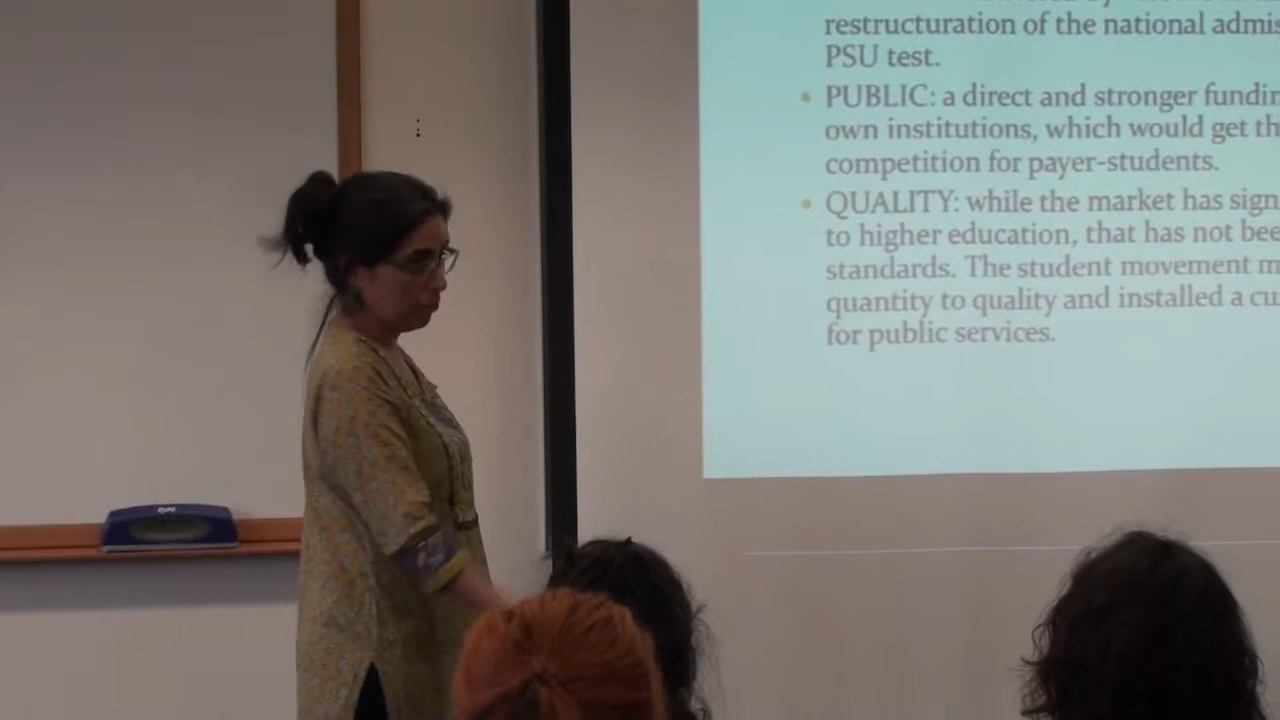 restructuration of the national admis
PSU test.
• PUBLIC: a direct and stronger fundin
own institutions, which would get th
competition for payer-students.
• QUALITY: while the market has sign
to higher education, that has not bee
standards. The student movement m
quantity to quality and installed a cu
for public services.